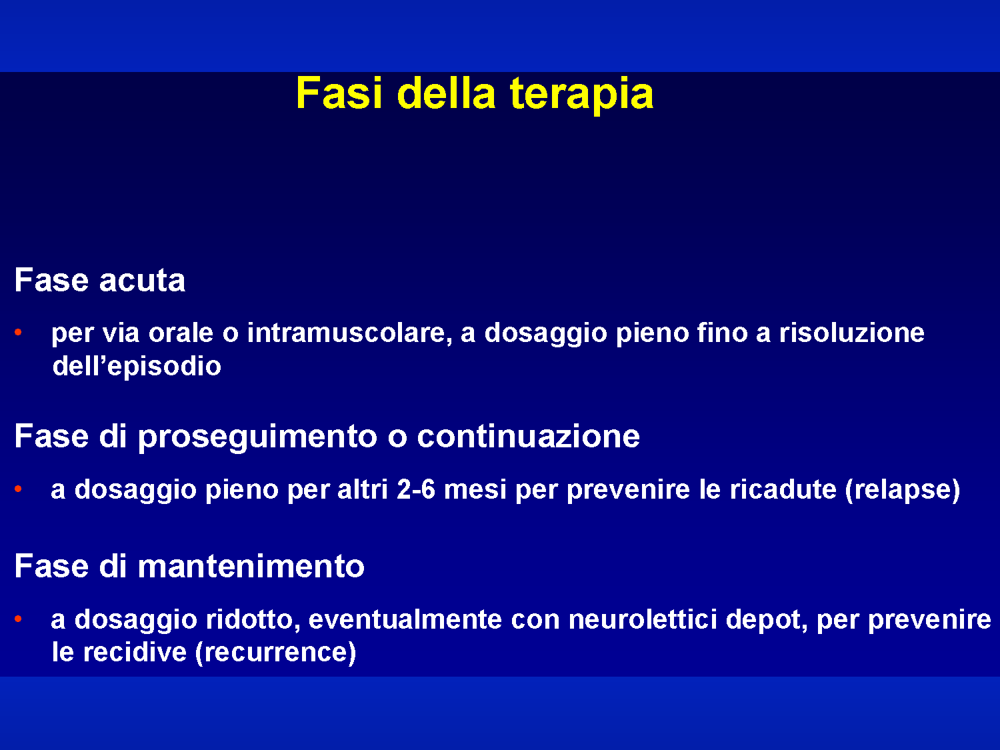 Fasi della terapia
Fase acuta
• per via orale o intramuscolare, a dosaggio pieno fino a risoluzione
dell’episodio
Fase di proseguimento o continuazione
• a dosaggio pieno per altri 2-6 mesi per prevenire le ricadute (relapse)
Fase di mantenimento
• a dosaggio ridotto, eventualmente con neurolettici depot, per prevenire
le recidive (recurrence)